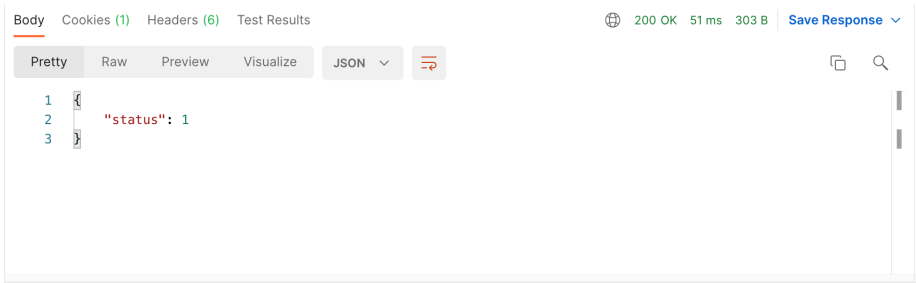 Body Cookies (1) Headers (6) Test Results 200 OK 51 ms 303 B Save Response
Pretty Raw Preview Visualize JSON
1 {
2 "status": 1
3 }